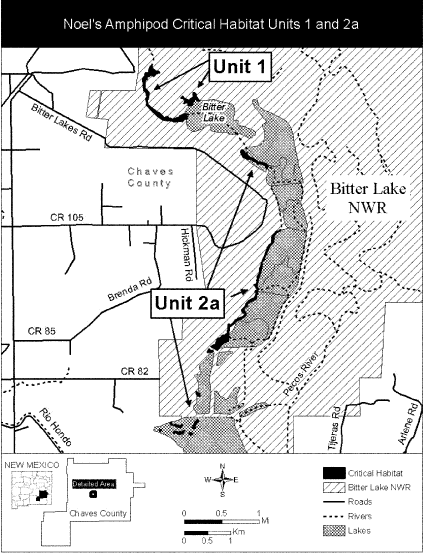 Noel's Amphipod Critical Habitat Units 1 and 2a
Unit 1
Bitter Lakes Rd
Bitter
Lake
Chaves
County
Bitter Lake
NWR
CR 105
Hickman Rd
Brenda Rd
Unit 2a
CR 85
CR 82
Pecos River
Rio Hondo
Tijeras Rd
Arlene Rd
NEW MEXICO
Detailed Area
Chaves County
N
W
E
S
0 0.5 1
Mi
Km
0 0.5 1
Critical Habitat
Bitter Lake NWR
Roads
Rivers
Lakes